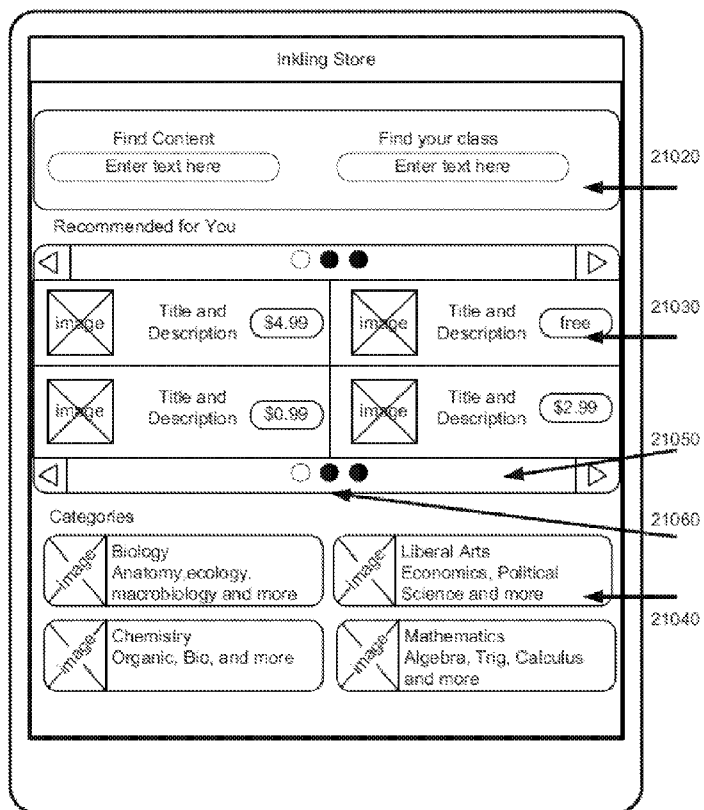 Inkling Store
Find Content
Find your class
Enter text here
Enter text here
21020
Recommended for You
image
Title and
Description
$4.99
image
Title and
Description
free
21030
image
Title and
Description
$0.99
image
Title and
Description
$2.99
21050
21060
Categories
image
Biology
Anatomy,ecology,
macrobiology and more
image
Liberal Arts
Economics, Political
Science and more
21040
image
Chemistry
Organic, Bio, and more
image
Mathematics
Algebra, Trig, Calculus
and more